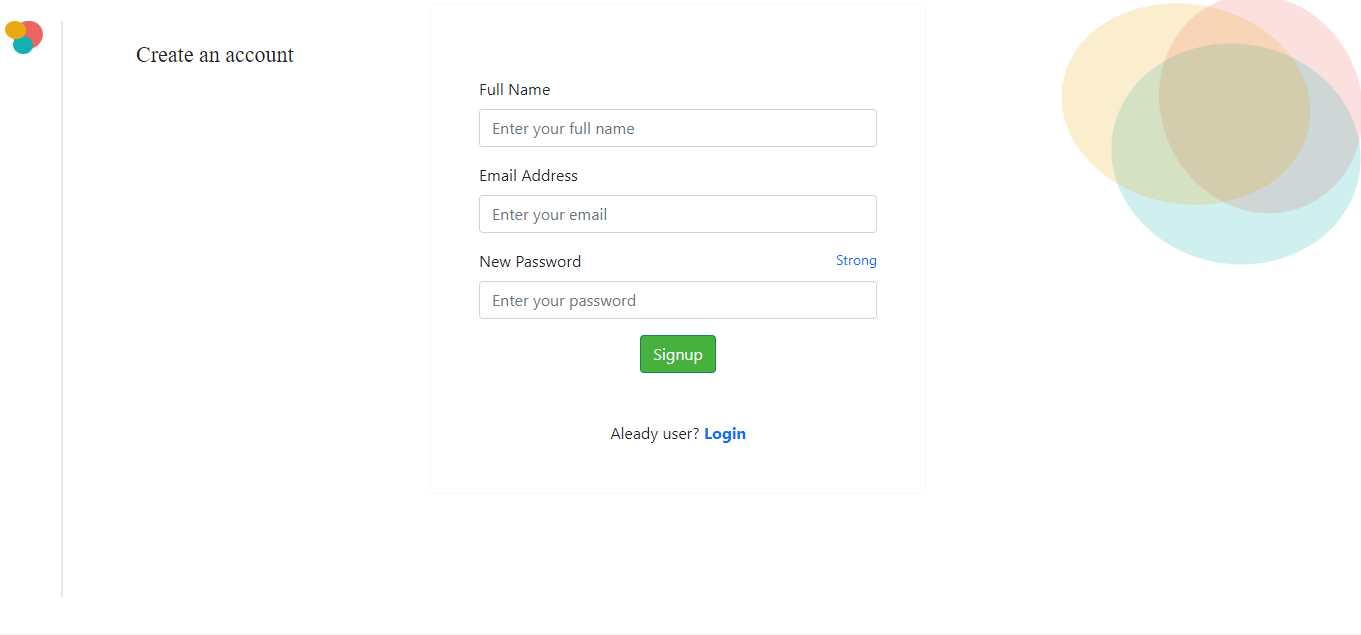 Create an account
Full Name
Enter your full name
Email Address
Enter your email
New Password Strong
Enter your password
Signup
Aleady user? Login